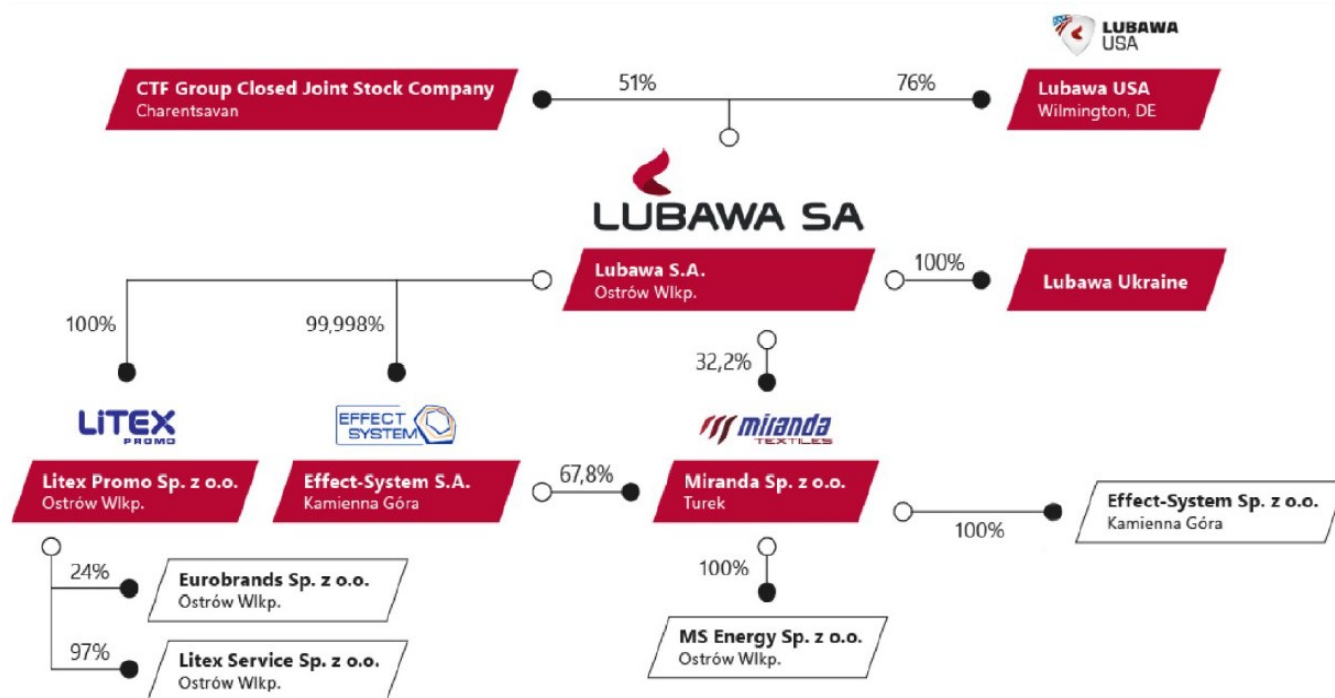 LUBAWA
USA
CTF Group Closed Joint Stock Company
Charentsavan
51%
76%
Lubawa USA
Wilmington, DE
LUBAWA SA
Lubawa S.A.
Ostrów Wlkp.
100%
Lubawa Ukraine
100%
99,998%
32,2%
LiTEX
PROMO
EFFECT
SYSTEM
miranda
TEXTILES
Litex Promo Sp. z o.o.
Ostrów Wlkp.
Effect-System S.A.
Kamienna Góra
67,8%
Miranda Sp. z o.o.
Turek
100%
Effect-System Sp. z o.o.
Kamienna Góra
24%
Eurobrands Sp. z o.o.
Ostrów Wlkp.
100%
97%
Litex Service Sp. z o.o.
Ostrów Wlkp.
MS Energy Sp. z o.o.
Ostrów Wlkp.